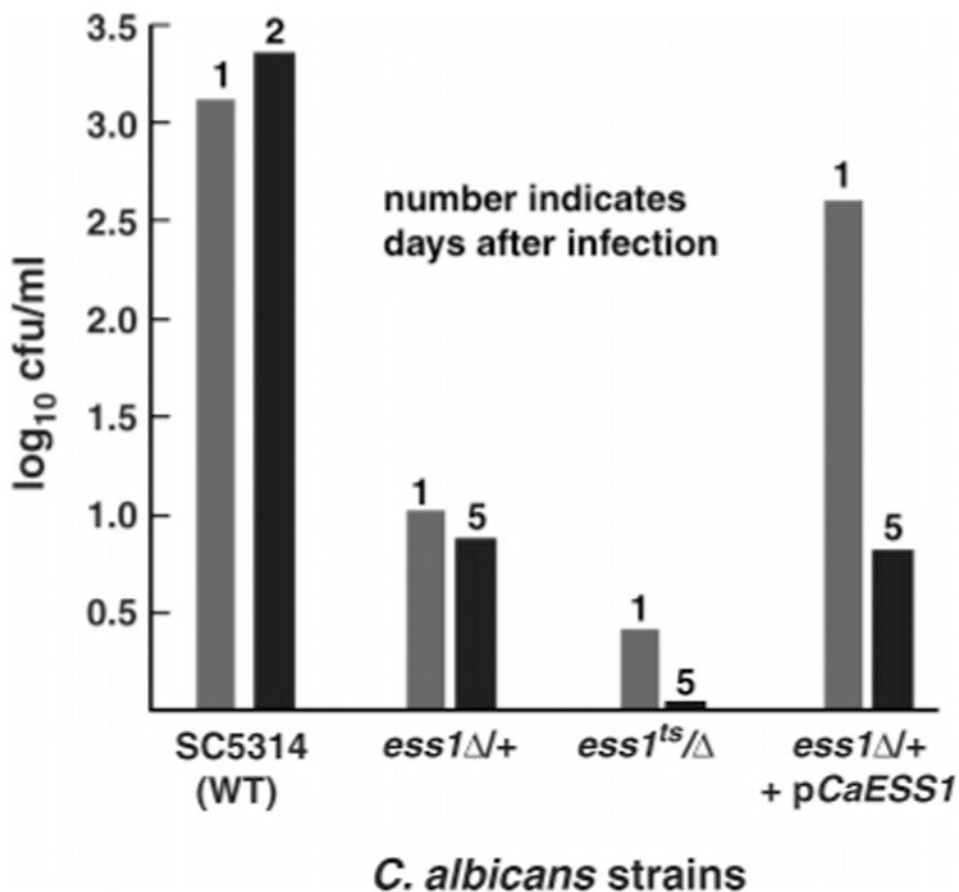 3.5
3.0
2.5
2.0
1.5
1.0
0.5
log₁₀ cfu/ml
1
2
1
5
1
5
1
5
number indicates
days after infection
SC5314
(WT)
ess1Δ/+
ess1ᵗˢ/Δ
ess1Δ/+
+ pCaESS1
C. albicans strains